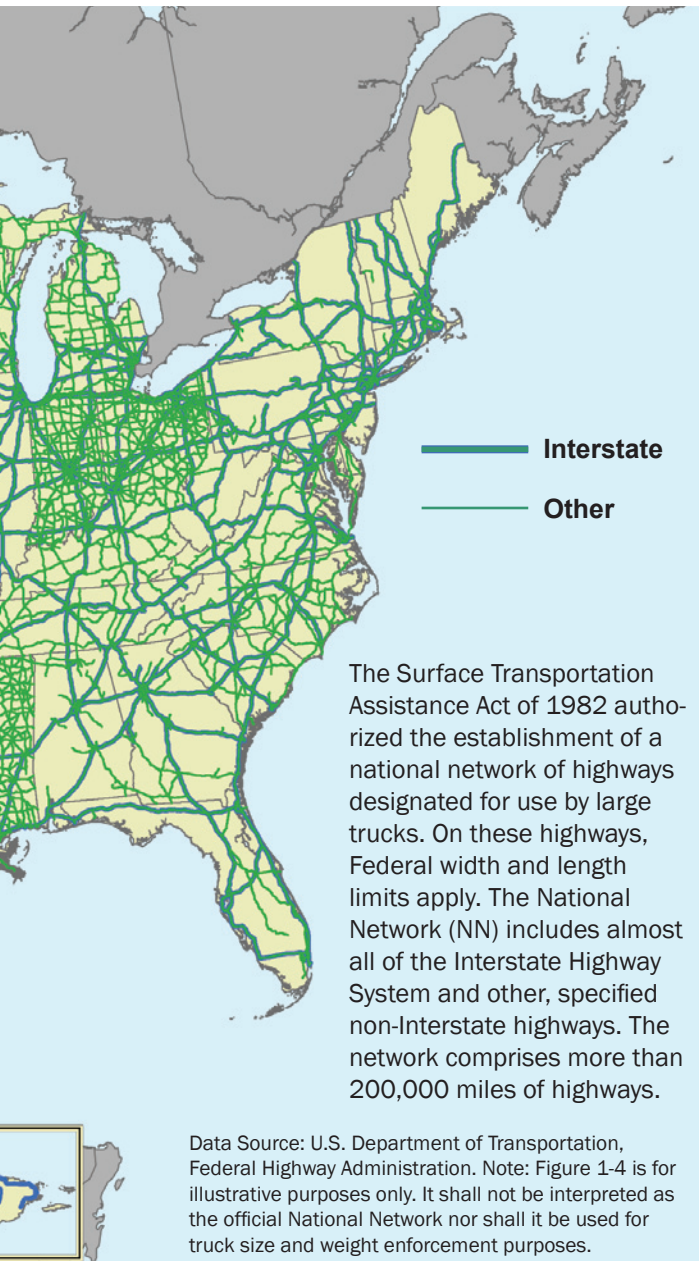 Interstate
Other
The Surface Transportation
Assistance Act of 1982 autho-
rized the establishment of a
national network of highways
designated for use by large
trucks. On these highways,
Federal width and length
limits apply. The National
Network (NN) includes almost
all of the Interstate Highway
System and other, specified
non-Interstate highways. The
network comprises more than
200,000 miles of highways.
Data Source: U.S. Department of Transportation,
Federal Highway Administration. Note: Figure 1-4 is for
illustrative purposes only. It shall not be interpreted as
the official National Network nor shall it be used for
truck size and weight enforcement purposes.